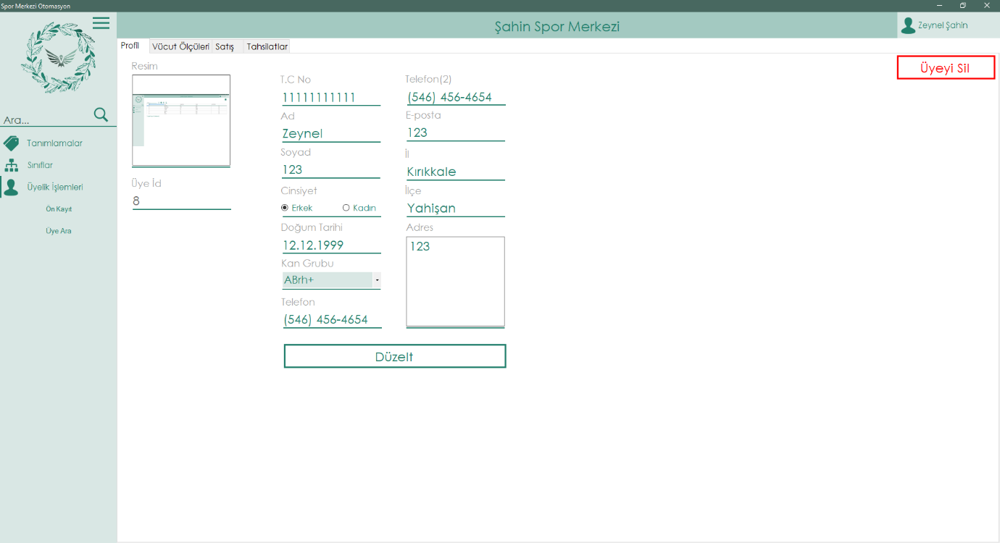 Spor Merkezi Otomasyon
Şahin Spor Merkezi
Zeynel Şahin
Ara...
Tanımlamalar
Sınıflar
Üyelik İşlemleri
Ön Kayıt
Üye Ara
Profil
Vücut Ölçüleri
Satış
Tahsilatlar
Üyeyi Sil
Resim
Üye İd
8
T.C No
11111111111
Ad
Zeynel
Soyad
123
Cinsiyet
Erkek
Kadın
Doğum Tarihi
12.12.1999
Kan Grubu
ABrh+
Telefon
(546) 456-4654
Telefon(2)
(546) 456-4654
E-posta
123
İl
Kırıkkale
İlçe
Yahişan
Adres
123
Düzelt